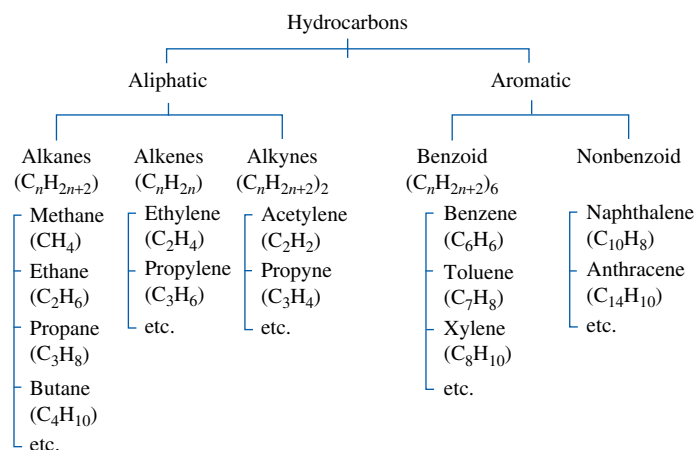 Hydrocarbons
Aliphatic
Aromatic
Alkanes
(CₙH₂ₙ₊₂)
Methane
(CH₄)
Ethane
(C₂H₆)
Propane
(C₃H₈)
Butane
(C₄H₁₀)
etc.
Alkenes
(CₙH₂ₙ)
Ethylene
(C₂H₄)
Propylene
(C₃H₆)
etc.
Alkynes
(CₙH₂ₙ₊₂)₂
Acetylene
(C₂H₂)
Propyne
(C₃H₄)
etc.
Benzoid
(CₙH₂ₙ₊₂)₆
Benzene
(C₆H₆)
Toluene
(C₇H₈)
Xylene
(C₈H₁₀)
etc.
Nonbenzoid
Naphthalene
(C₁₀H₈)
Anthracene
(C₁₄H₁₀)
etc.